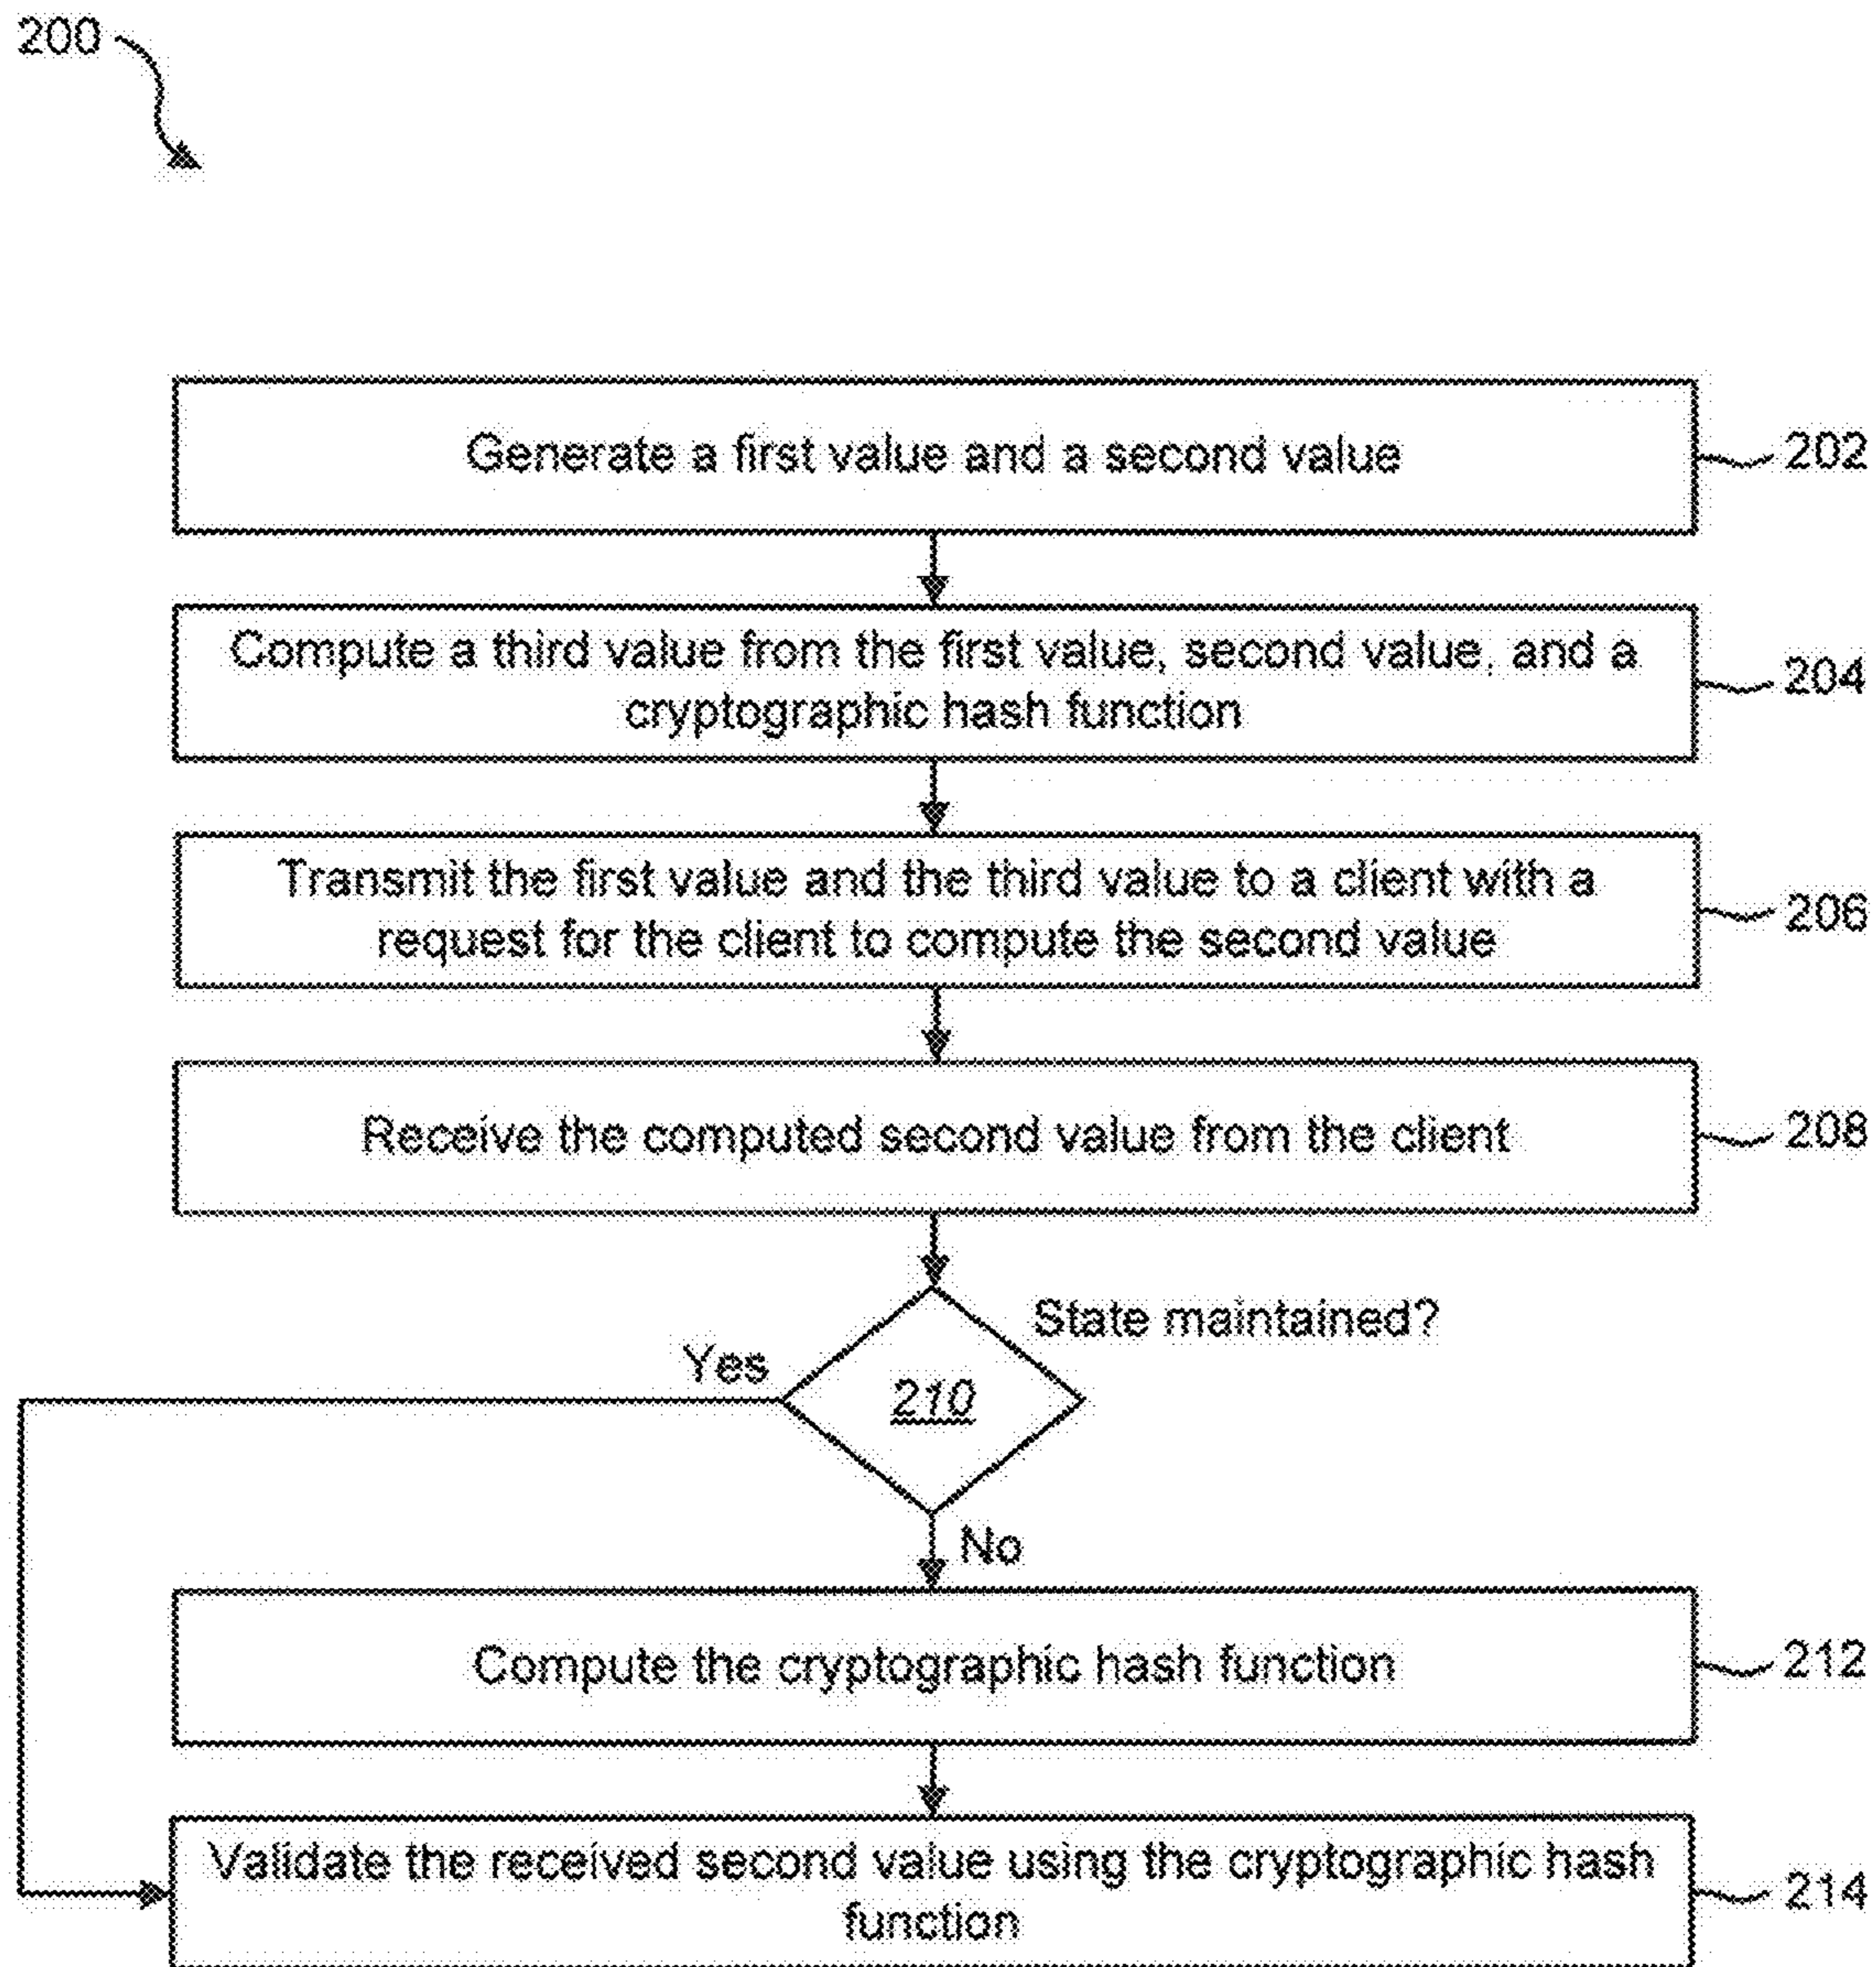 200
Generate a first value and a second value
202
Compute a third value from the first value, second value, and a
cryptographic hash function
204
Transmit the first value and the third value to a client with a
request for the client to compute the second value
206
Receive the computed second value from the client
208
State maintained?
Yes
210
No
Compute the cryptographic hash function
212
Validate the received second value using the cryptographic hash
function
214